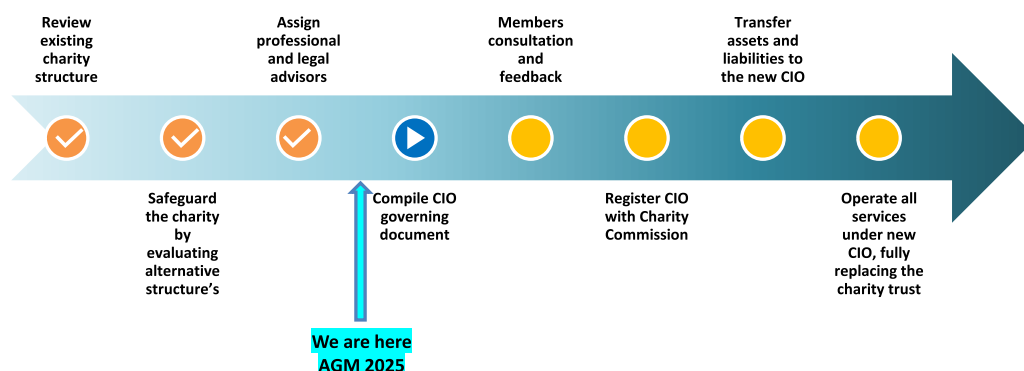 Review
existing
charity
structure
Safeguard
the charity
by
evaluating
alternative
structure’s
Assign
professional
and legal
advisors
Compile CIO
governing
document
Members
consultation
and
feedback
Register CIO
with Charity
Commission
Transfer
assets and
liabilities to
the new CIO
Operate all
services
under new
CIO, fully
replacing the
charity trust
We are here
AGM 2025